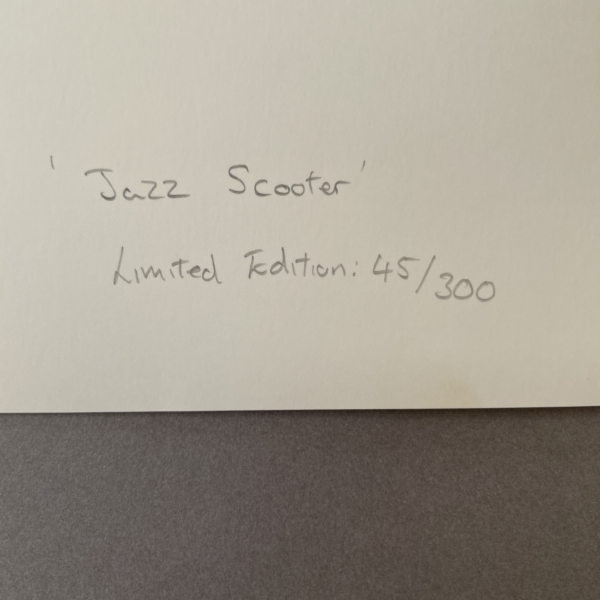 'Jazz Scooter'
Limited Edition: 45/300